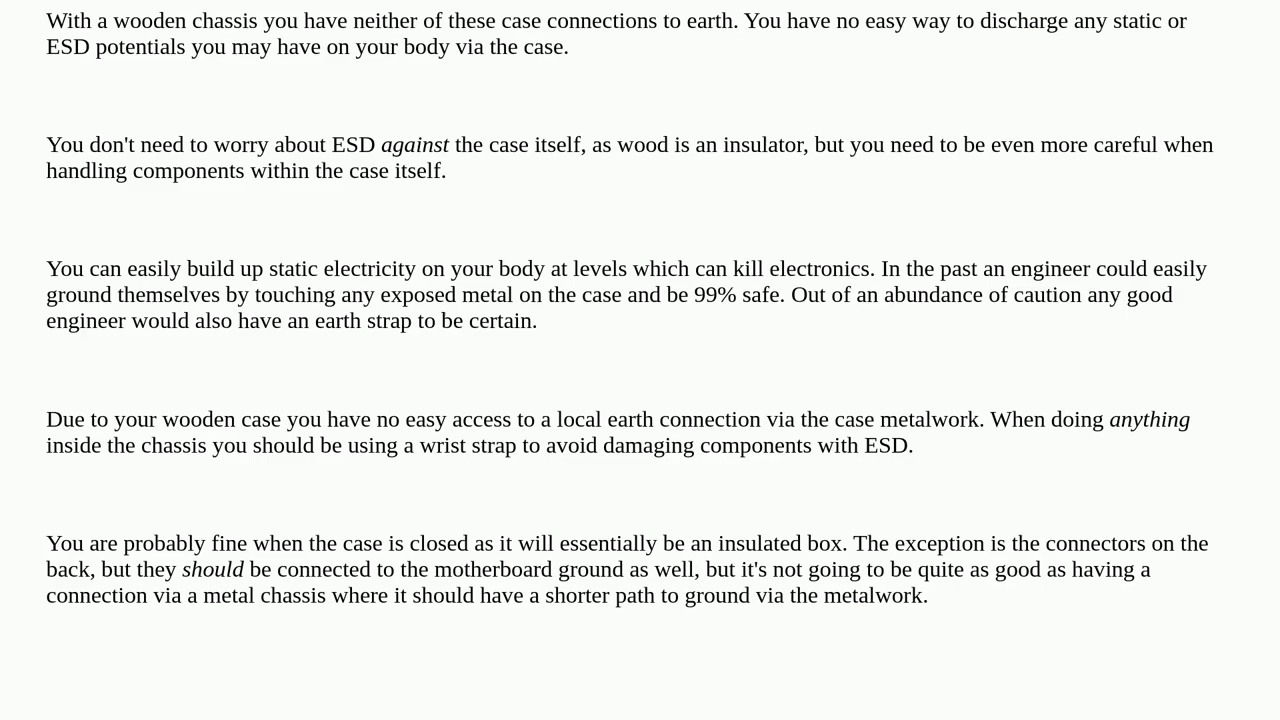 With a wooden chassis you have neither of these case connections to earth. You have no easy way to discharge any static or
ESD potentials you may have on your body via the case.
You don't need to worry about ESD against the case itself, as wood is an insulator, but you need to be even more careful when
handling components within the case itself.
You can easily build up static electricity on your body at levels which can kill electronics. In the past an engineer could easily
ground themselves by touching any exposed metal on the case and be 99% safe. Out of an abundance of caution any good
engineer would also have an earth strap to be certain.
Due to your wooden case you have no easy access to a local earth connection via the case metalwork. When doing anything
inside the chassis you should be using a wrist strap to avoid damaging components with ESD.
You are probably fine when the case is closed as it will essentially be an insulated box. The exception is the connectors on the
back, but they should be connected to the motherboard ground as well, but it's not going to be quite as good as having a
connection via a metal chassis where it should have a shorter path to ground via the metalwork.